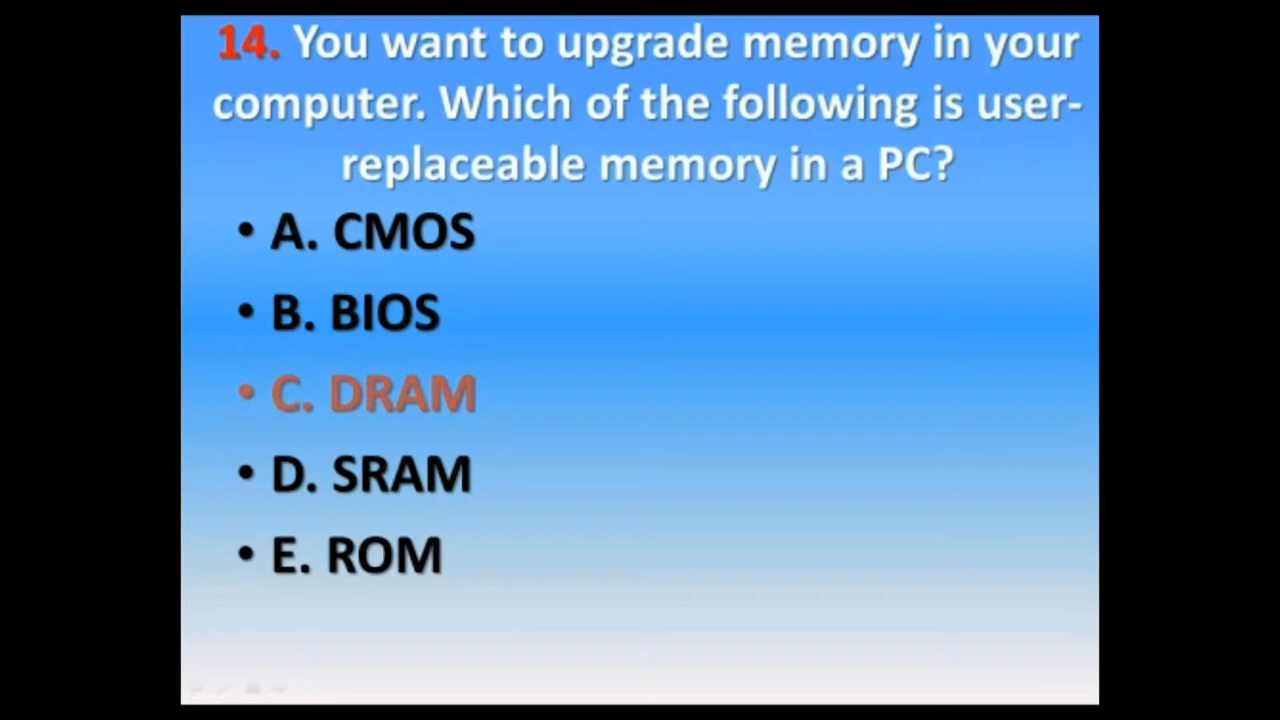 14. You want to upgrade memory in your
computer. Which of the following is user-
replaceable memory in a PC?
• A. CMOS
• B. BIOS
• C. DRAM
• D. SRAM
• E. ROM